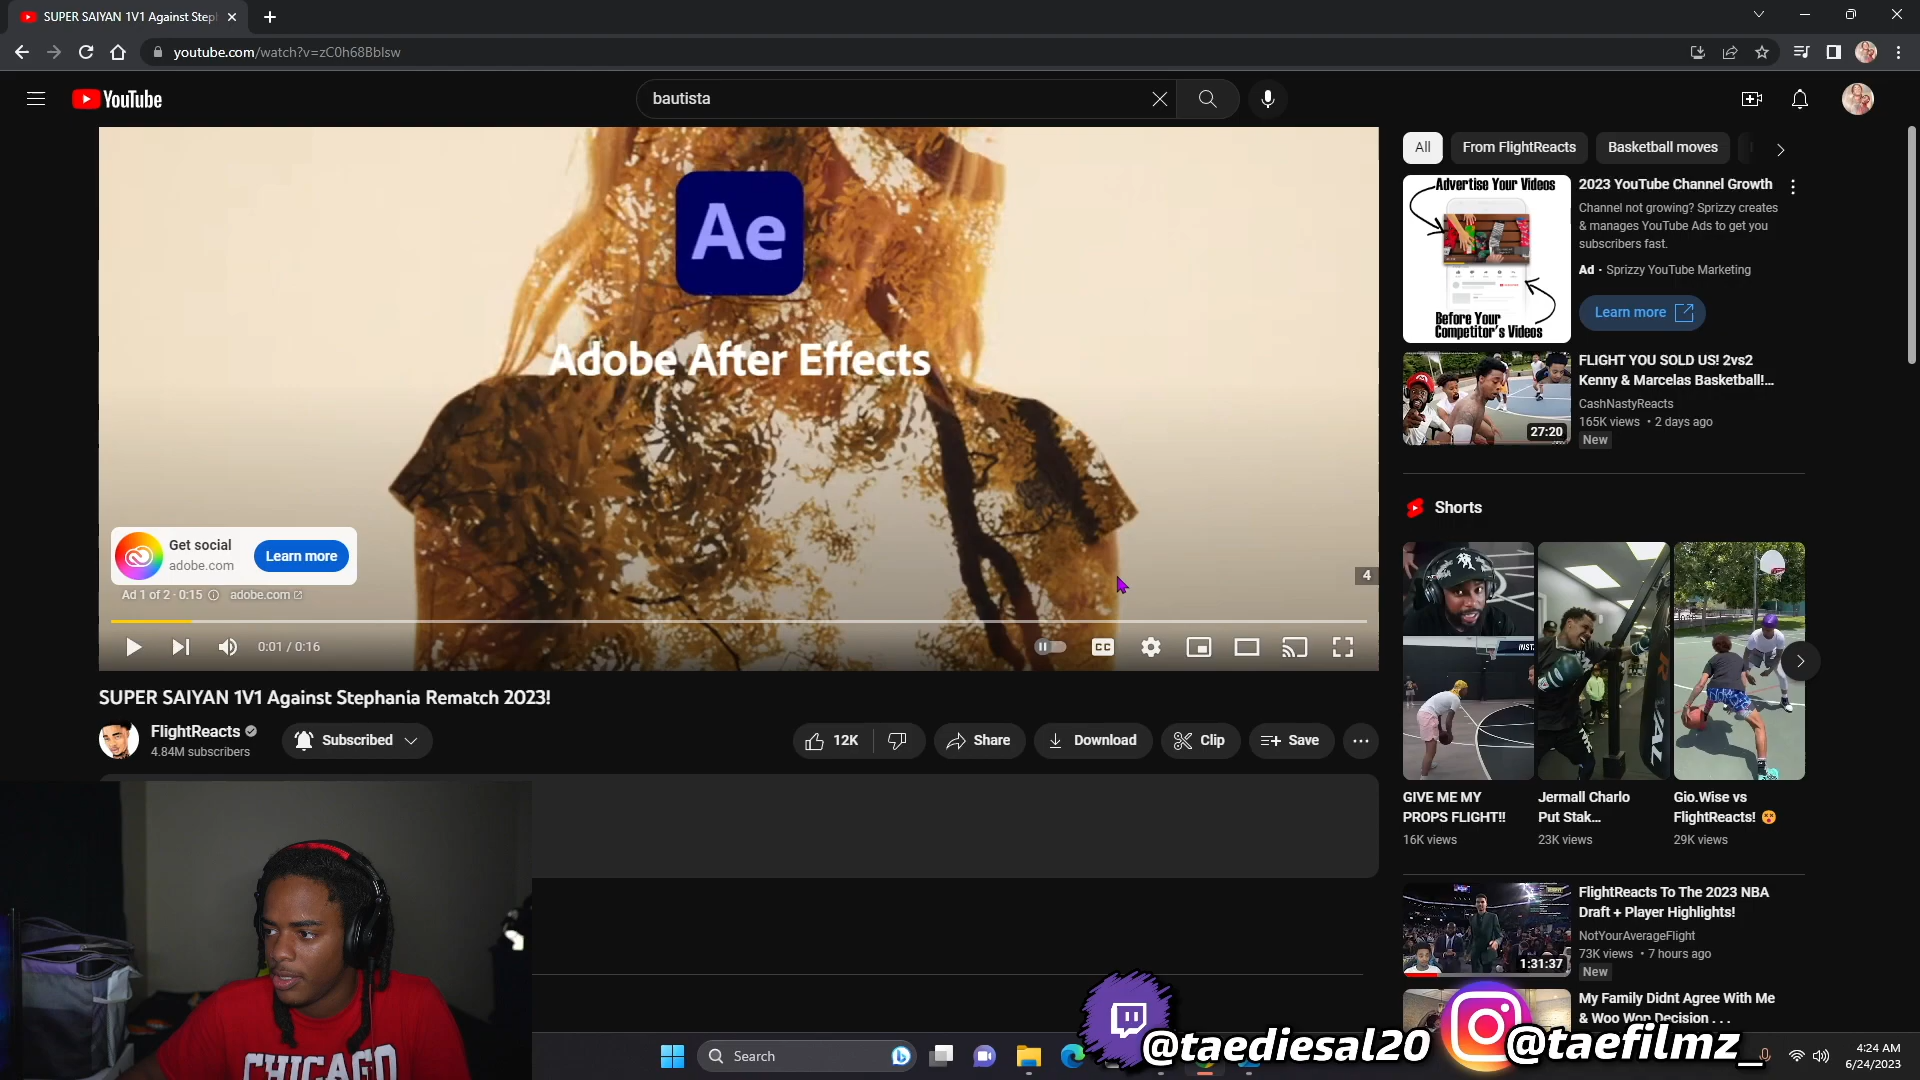 SUPER SAIYAN 1V1 Against Step
youtube.com/watch?v=zC0h68BbIsw
YouTube
bautista
Ae
Adobe After Effects
Get social
adobe.com
Learn more
4
Ad 1 of 2 · 0:15
adobe.com
0:01 / 0:16
CC
SUPER SAIYAN 1V1 Against Stephania Rematch 2023!
FlightReacts
4.84M subscribers
Subscribed
12K
Share
Download
Clip
Save
All
From FlightReacts
Basketball moves
Advertise Your Videos
Before Your
Competitor's Videos
2023 YouTube Channel Growth
Channel not growing? Sprizzy creates
& manages YouTube Ads to get you
subscribers fast.
Ad · Sprizzy YouTube Marketing
Learn more
27:20
FLIGHT YOU SOLD US! 2vs2
Kenny & Marcelas Basketball!...
CashNastyReacts
165K views · 2 days ago
New
Shorts
INST
GIVE ME MY
PROPS FLIGHT!!
16K views
Jermall Charlo
Put Stak...
23K views
Gio.Wise vs
FlightReacts! 😵
29K views
1:31:37
FlightReacts To The 2023 NBA
Draft + Player Highlights!
NotYourAverageFlight
73K views · 7 hours ago
New
My Family Didnt Agree With Me
& Woo Wop Decision . . .
CHICAGO
Search
@taediesal20
@taefilmz_
4:24 AM
6/24/2023